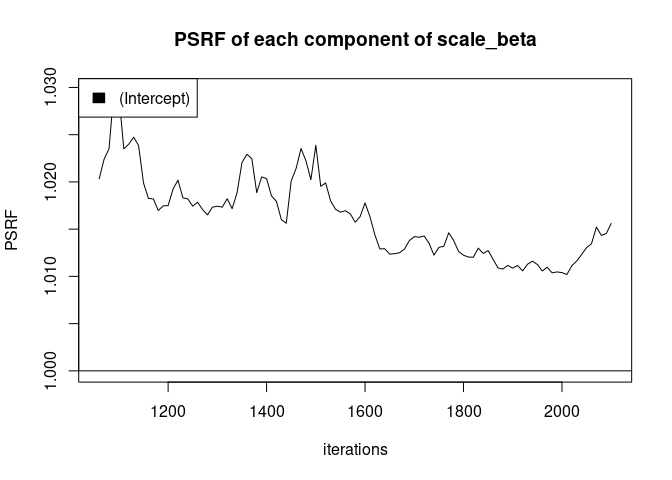 PSRF of each component of scale_beta
(Intercept)
PSRF
1.030
1.020
1.010
1.000
1200 1400 1600 1800 2000
iterations